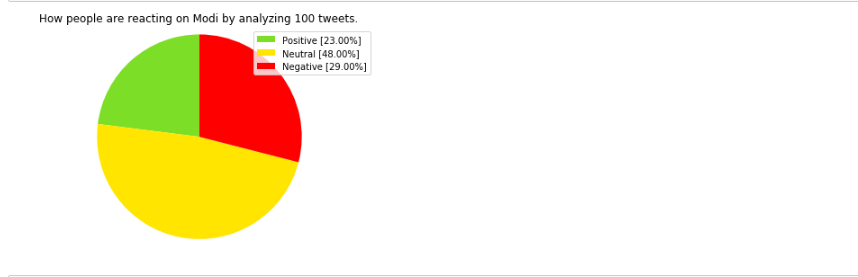 How people are reacting on Modi by analyzing 100 tweets.
Positive [23.00%]
Neutral [48.00%]
Negative [29.00%]